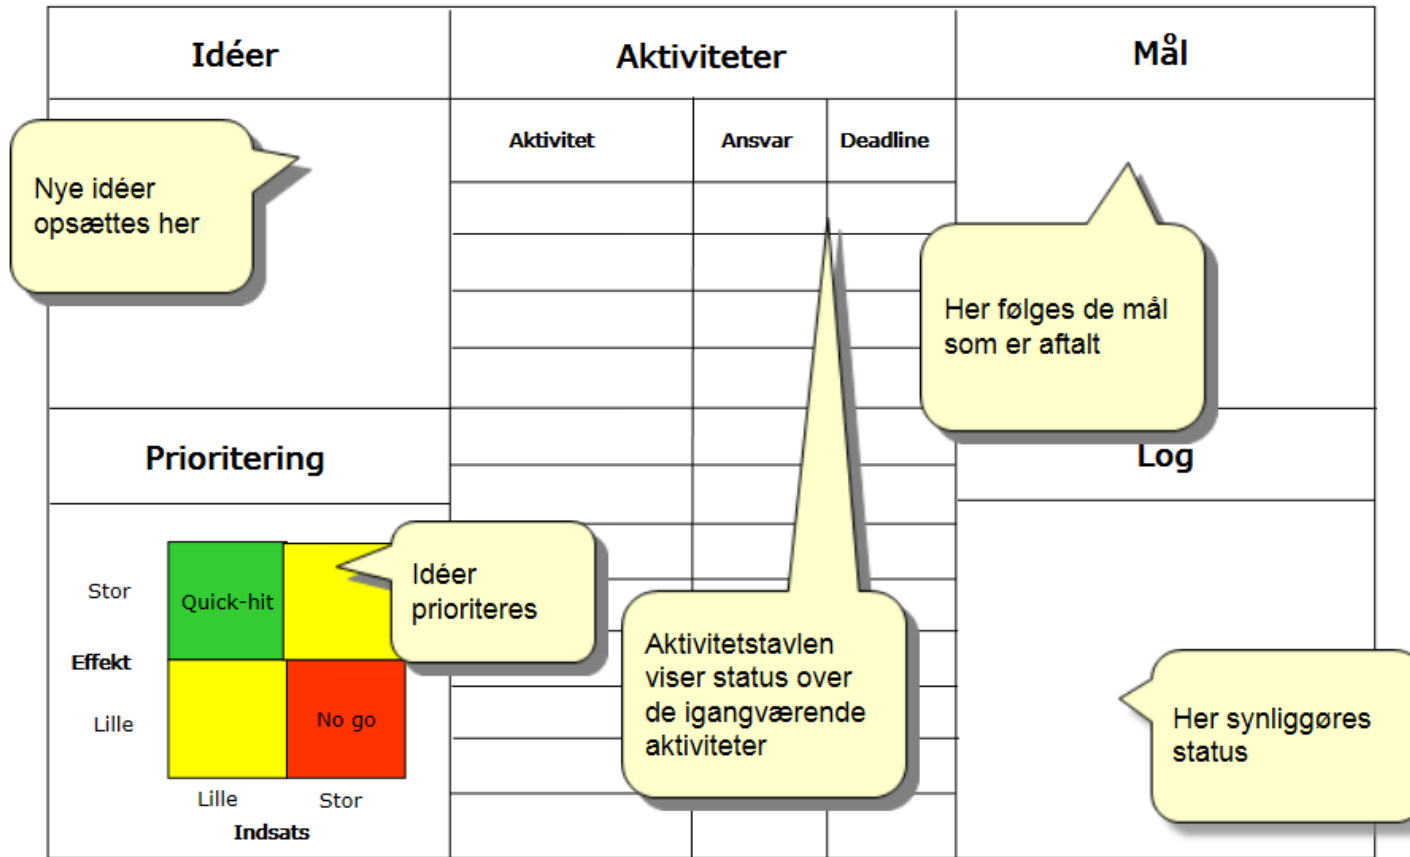 Idéer
Aktiviteter
Mål
Aktivitet
Ansvar
Deadline
Nye idéer
opsættes her
Her følges de mål
som er aftalt
Prioritering
Log
Idéer
prioriteres
Stor
Quick-hit
Effekt
Lille
No go
Lille
Stor
Indsats
Aktivitetstavlen
viser status over
de igangværende
aktiviteter
Her synliggøres
status